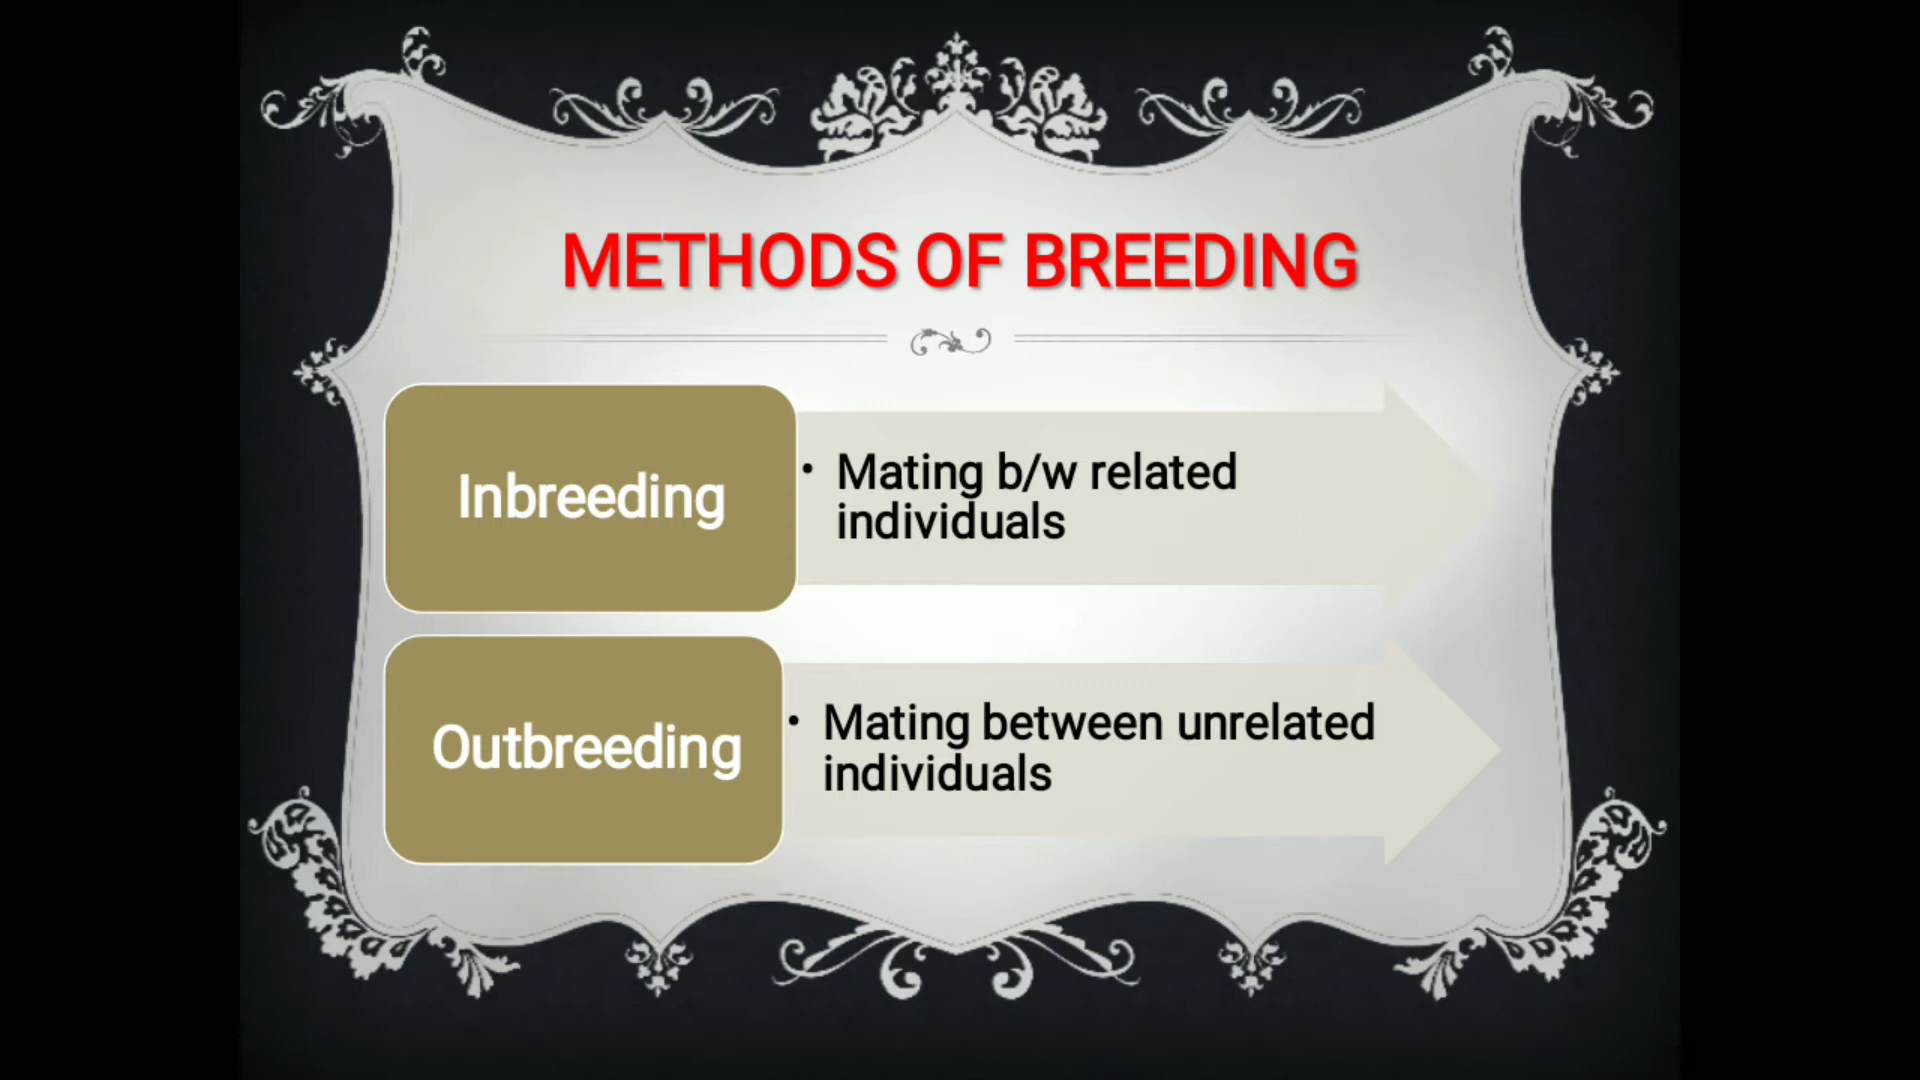 METHODS OF BREEDING
Inbreeding
• Mating b/w related
individuals
Outbreeding
• Mating between unrelated
individuals